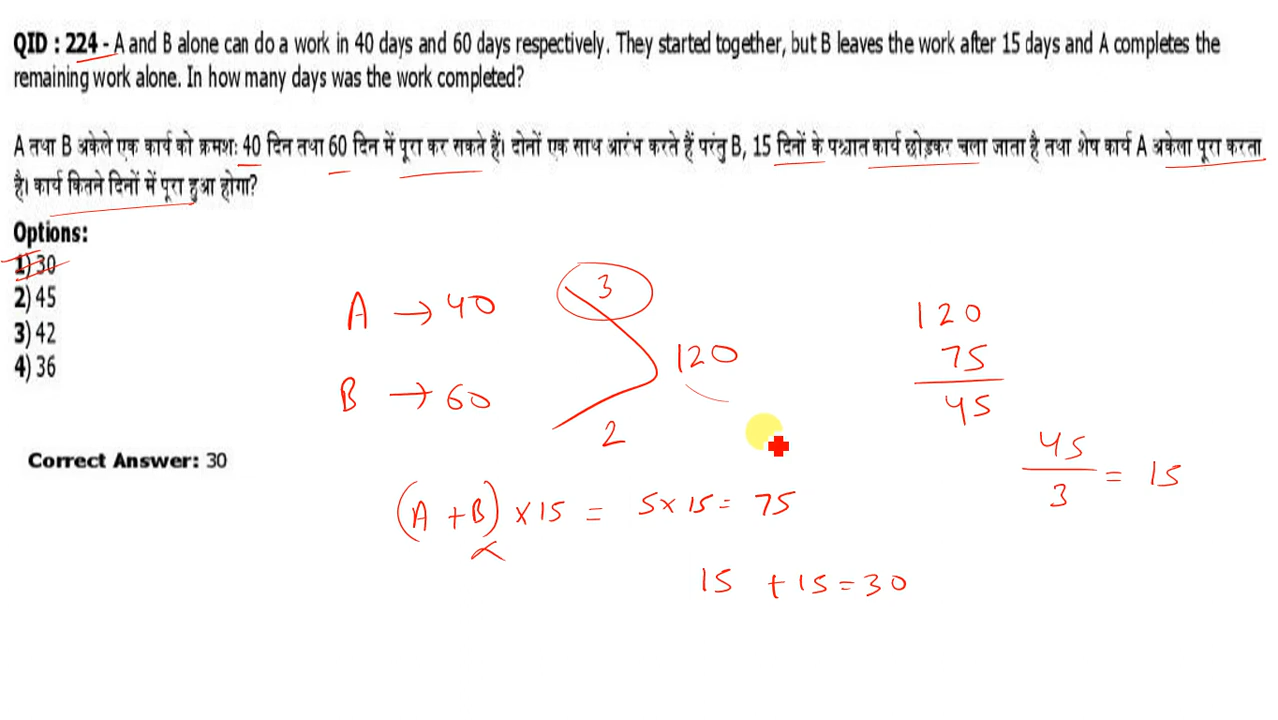 QID : 224 - A and B alone can do a work in 40 days and 60 days respectively. They started together, but B leaves the work after 15 days and A completes the
remaining work alone. In how many days was the work completed?
A तथा B अकेले एक कार्य को क्रमशः 40 दिन तथा 60 दिन में पूरा कर सकते हैं। दोनों एक साथ आरंभ करते हैं परंतु B, 15 दिनों के पश्चात कार्य छोड़कर चला जाता है तथा शेष कार्य A अकेला पूरा करता
है। कार्य कितने दिनों में पूरा हुआ होगा?
Options:
1) 30
2) 45
3) 42
4) 36
A → 40
3
B → 60
2
120
120
75
45
45
3
= 15
Correct Answer: 30
(A + B) × 15 = 5 × 15 = 75
15 + 15 = 30